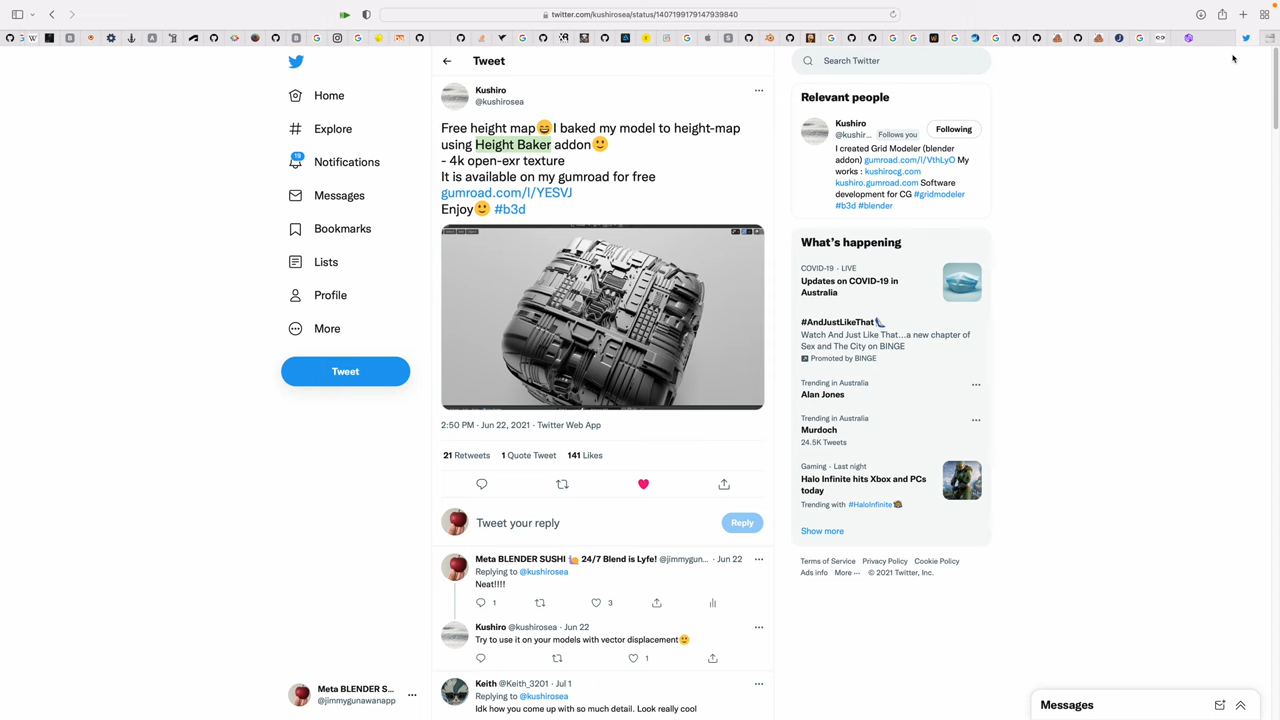 twitter.com/kushirosea/status/1407199179147939840
Home
Explore
19
Notifications
Messages
Bookmarks
Lists
Profile
More
Tweet
Meta BLENDER S...
@jimmygunawanapp
Tweet
Kushiro
@kushirosea
Free height map😄I baked my model to height-map
using Height Baker addon🙂
- 4k open-exr texture
It is available on my gumroad for free
gumroad.com/l/YESVJ
Enjoy🙂 #b3d
2:50 PM · Jun 22, 2021 · Twitter Web App
21 Retweets 1 Quote Tweet 141 Likes
Tweet your reply
Reply
Meta BLENDER SUSHI 🍣 24/7 Blend is Lyfe! @jimmygun... · Jun 22
Replying to @kushirosea
Neat!!!!
1 3
Kushiro @kushirosea · Jun 22
Try to use it on your models with vector displacement🙂
1
Keith @Keith_3201 · Jul 1
Replying to @kushirosea
Idk how you come up with so much detail. Look really cool
Search Twitter
Relevant people
Kushiro
@kushir... Follows you
Following
I created Grid Modeler (blender
addon) gumroad.com/l/VthLyO My
works : kushirocg.com
kushiro.gumroad.com Software
development for CG #gridmodeler
#b3d #blender
What's happening
COVID-19 · LIVE
Updates on COVID-19 in
Australia
#AndJustLikeThat
Watch And Just Like That...a new chapter of
Sex and The City on BINGE
Promoted by BINGE
Trending in Australia
Alan Jones
Trending in Australia
Murdoch
24.5K Tweets
Gaming · Last night
Halo Infinite hits Xbox and PCs
today
Trending with #HaloInfinite
Show more
Terms of Service Privacy Policy Cookie Policy
Ads info More ··· © 2021 Twitter, Inc.
Messages